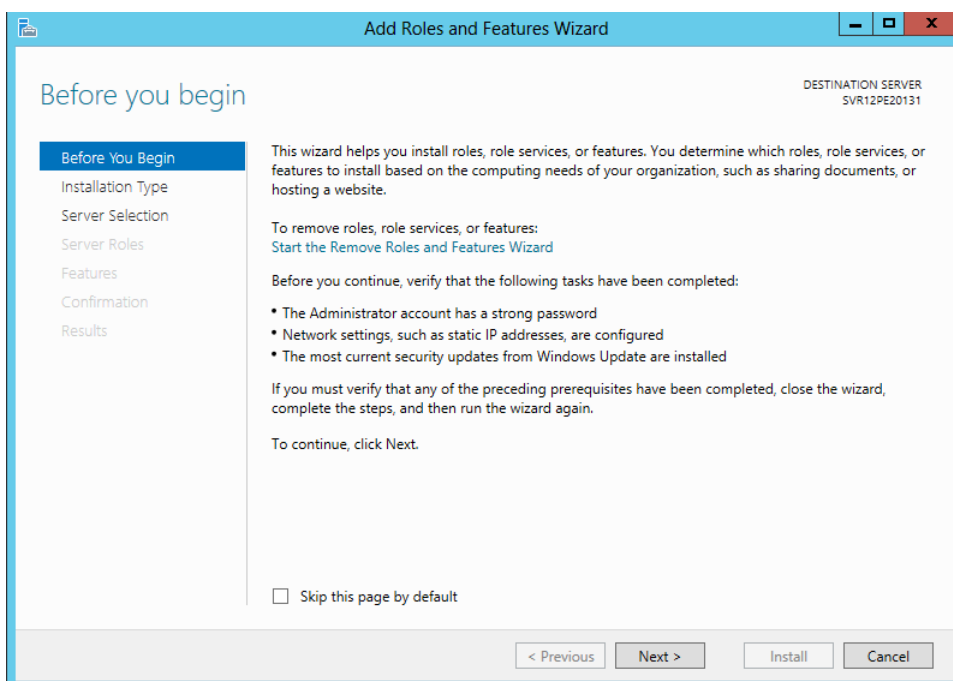 Add Roles and Features Wizard
Before you begin
DESTINATION SERVER
SVR12PE20131
Before You Begin
Installation Type
Server Selection
Server Roles
Features
Confirmation
Results
This wizard helps you install roles, role services, or features. You determine which roles, role services, or
features to install based on the computing needs of your organization, such as sharing documents, or
hosting a website.
To remove roles, role services, or features:
Start the Remove Roles and Features Wizard
Before you continue, verify that the following tasks have been completed:
• The Administrator account has a strong password
• Network settings, such as static IP addresses, are configured
• The most current security updates from Windows Update are installed
If you must verify that any of the preceding prerequisites have been completed, close the wizard,
complete the steps, and then run the wizard again.
To continue, click Next.
Skip this page by default
< Previous
Next >
Install
Cancel